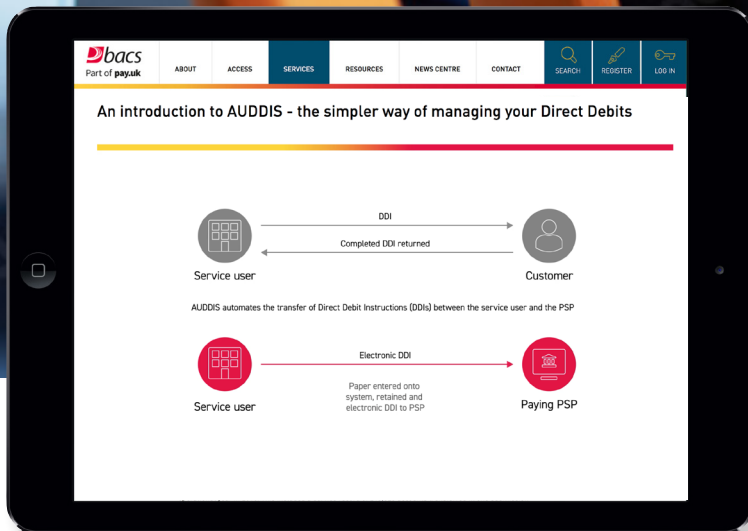 bacs
Part of pay.uk
ABOUT
ACCESS
SERVICES
RESOURCES
NEWS CENTRE
CONTACT
SEARCH
REGISTER
LOG IN
An introduction to AUDDIS - the simpler way of managing your Direct Debits
DDI
Completed DDI returned
Service user
Customer
AUDDIS automates the transfer of Direct Debit Instructions (DDIs) between the service user and the PSP
Electronic DDI
Paper entered onto
system, retained and
electronic DDI to PSP
Service user
Paying PSP